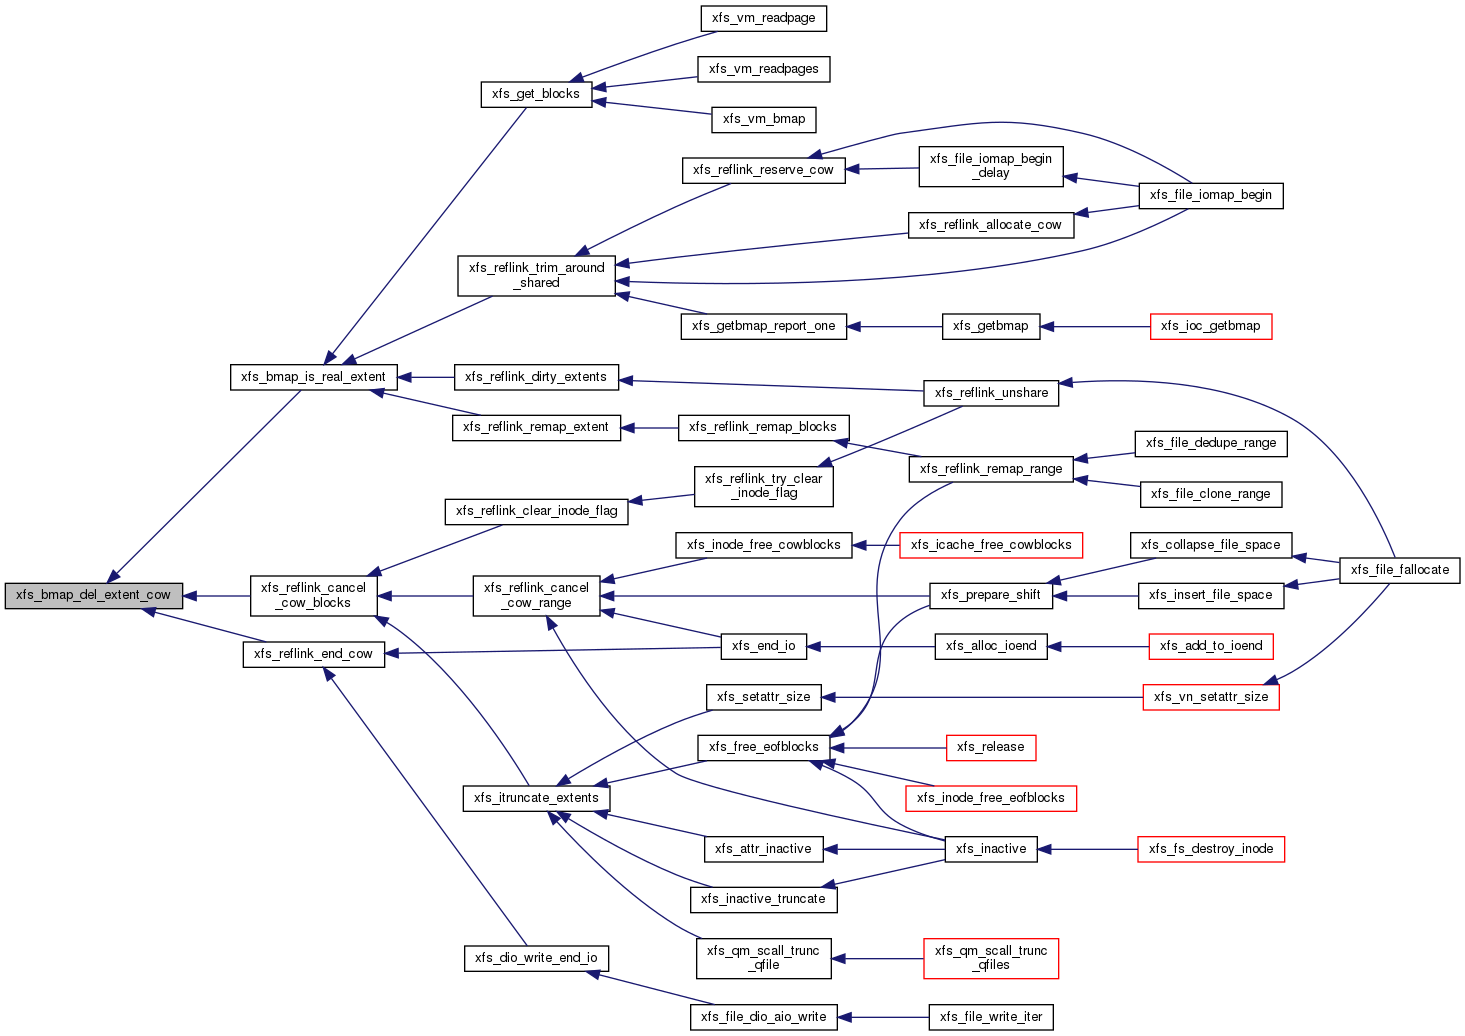 xfs_vm_readpage
xfs_vm_readpages
xfs_get_blocks
xfs_vm_bmap
xfs_reflink_reserve_cow
xfs_file_iomap_begin
_delay
xfs_file_iomap_begin
xfs_reflink_allocate_cow
xfs_reflink_trim_around
_shared
xfs_getbmap_report_one
xfs_getbmap
xfs_ioc_getbmap
xfs_bmap_is_real_extent
xfs_reflink_dirty_extents
xfs_reflink_unshare
xfs_reflink_remap_extent
xfs_reflink_remap_blocks
xfs_file_dedupe_range
xfs_reflink_remap_range
xfs_reflink_try_clear
_inode_flag
xfs_file_clone_range
xfs_reflink_clear_inode_flag
xfs_inode_free_cowblocks
xfs_icache_free_cowblocks
xfs_collapse_file_space
xfs_file_fallocate
xfs_bmap_del_extent_cow
xfs_reflink_cancel
_cow_blocks
xfs_reflink_cancel
_cow_range
xfs_prepare_shift
xfs_insert_file_space
xfs_reflink_end_cow
xfs_end_io
xfs_alloc_ioend
xfs_add_to_ioend
xfs_setattr_size
xfs_vn_setattr_size
xfs_free_eofblocks
xfs_release
xfs_itruncate_extents
xfs_inode_free_eofblocks
xfs_attr_inactive
xfs_inactive
xfs_fs_destroy_inode
xfs_inactive_truncate
xfs_qm_scall_trunc
_qfile
xfs_qm_scall_trunc
_qfiles
xfs_dio_write_end_io
xfs_file_dio_aio_write
xfs_file_write_iter